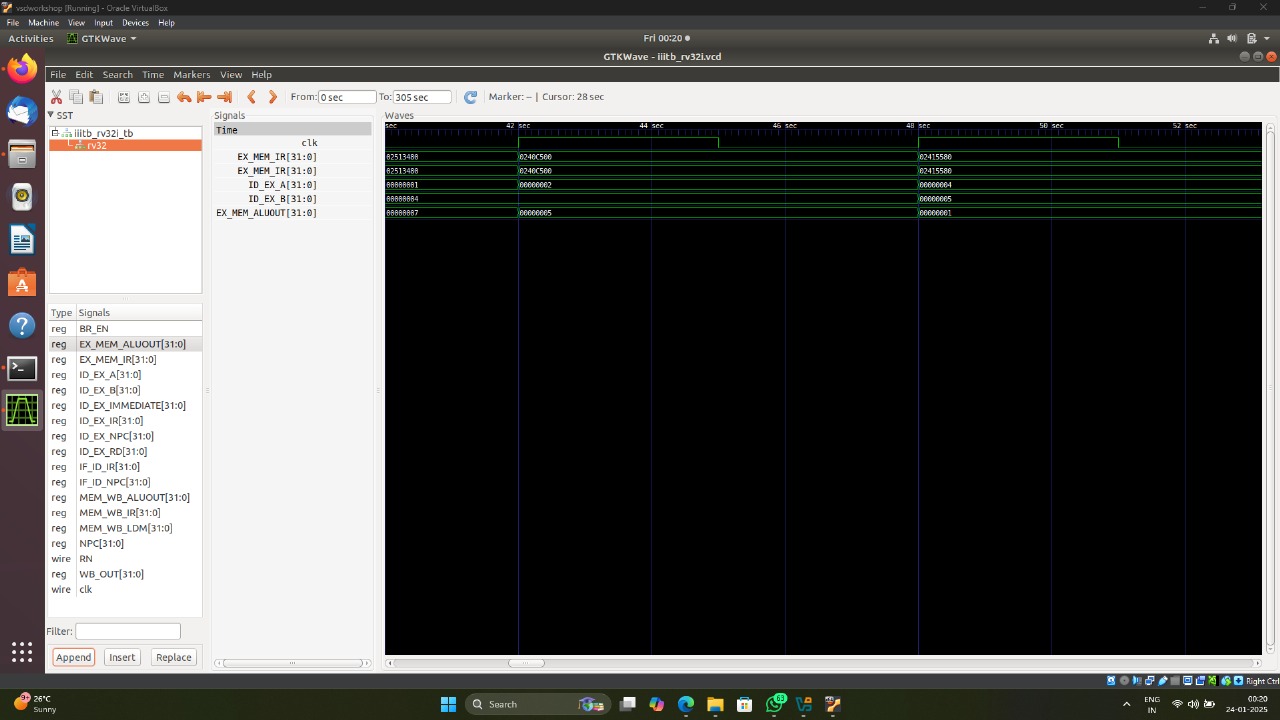 vsdworkshop [Running] - Oracle VirtualBox
File Machine View Input Devices Help
Activities GTKWave Fri 00:20
GTKWave - iiitb_rv32i.vcd
File Edit Search Time Markers View Help
From: 0 sec To: 305 sec Marker: -- | Cursor: 28 sec
SST
iiitb_rv32i_tb
rv32
Type Signals
reg BR_EN
reg EX_MEM_ALUOUT[31:0]
reg EX_MEM_IR[31:0]
reg ID_EX_A[31:0]
reg ID_EX_B[31:0]
reg ID_EX_IMMEDIATE[31:0]
reg ID_EX_IR[31:0]
reg ID_EX_NPC[31:0]
reg ID_EX_RD[31:0]
reg IF_ID_IR[31:0]
reg IF_ID_NPC[31:0]
reg MEM_WB_ALUOUT[31:0]
reg MEM_WB_IR[31:0]
reg MEM_WB_LDM[31:0]
reg NPC[31:0]
wire RN
reg WB_OUT[31:0]
wire clk
Filter:
Append Insert Replace
Signals
Time
clk
EX_MEM_IR[31:0]
EX_MEM_IR[31:0]
ID_EX_A[31:0]
ID_EX_B[31:0]
EX_MEM_ALUOUT[31:0]
Waves
sec 42 sec 44 sec 46 sec 48 sec 50 sec 52 sec
02513480 0240C500 02415580
02513480 0240C500 02415580
00000001 00000002 00000004
00000004 00000005
00000007 00000005 00000001
Right Ctrl
9+
26°C
Sunny
Search
63
ENG
IN
00:20
24-01-2025